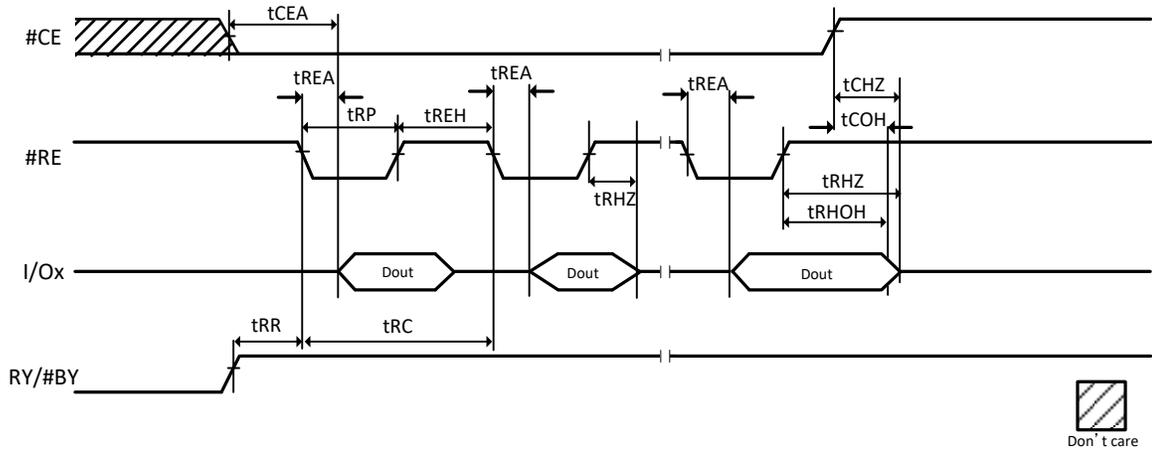 tCEA
#CE
tREA
tREA
tREA
tCHZ
tRP
tREH
tCOH
#RE
tRHZ
tRHZ
tRHOH
I/Ox
Dout
Dout
Dout
tRR
tRC
RY/#BY
Don't care